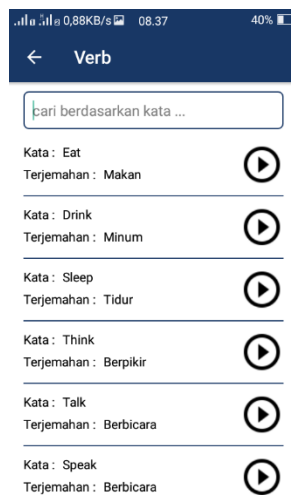 0,88KB/s 08.37 40%
Verb
cari berdasarkan kata ...
Kata : Eat
Terjemahan : Makan
Kata : Drink
Terjemahan : Minum
Kata : Sleep
Terjemahan : Tidur
Kata : Think
Terjemahan : Berpikir
Kata : Talk
Terjemahan : Berbicara
Kata : Speak
Terjemahan : Berbicara